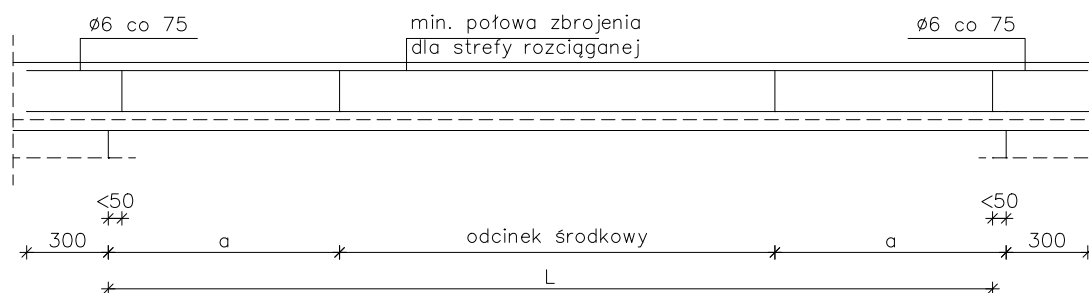 ø6 co 75
min. połowa zbrojenia
dla strefy rozciąganej
ø6 co 75
<50
<50
300
a
odcinek środkowy
a
300
L